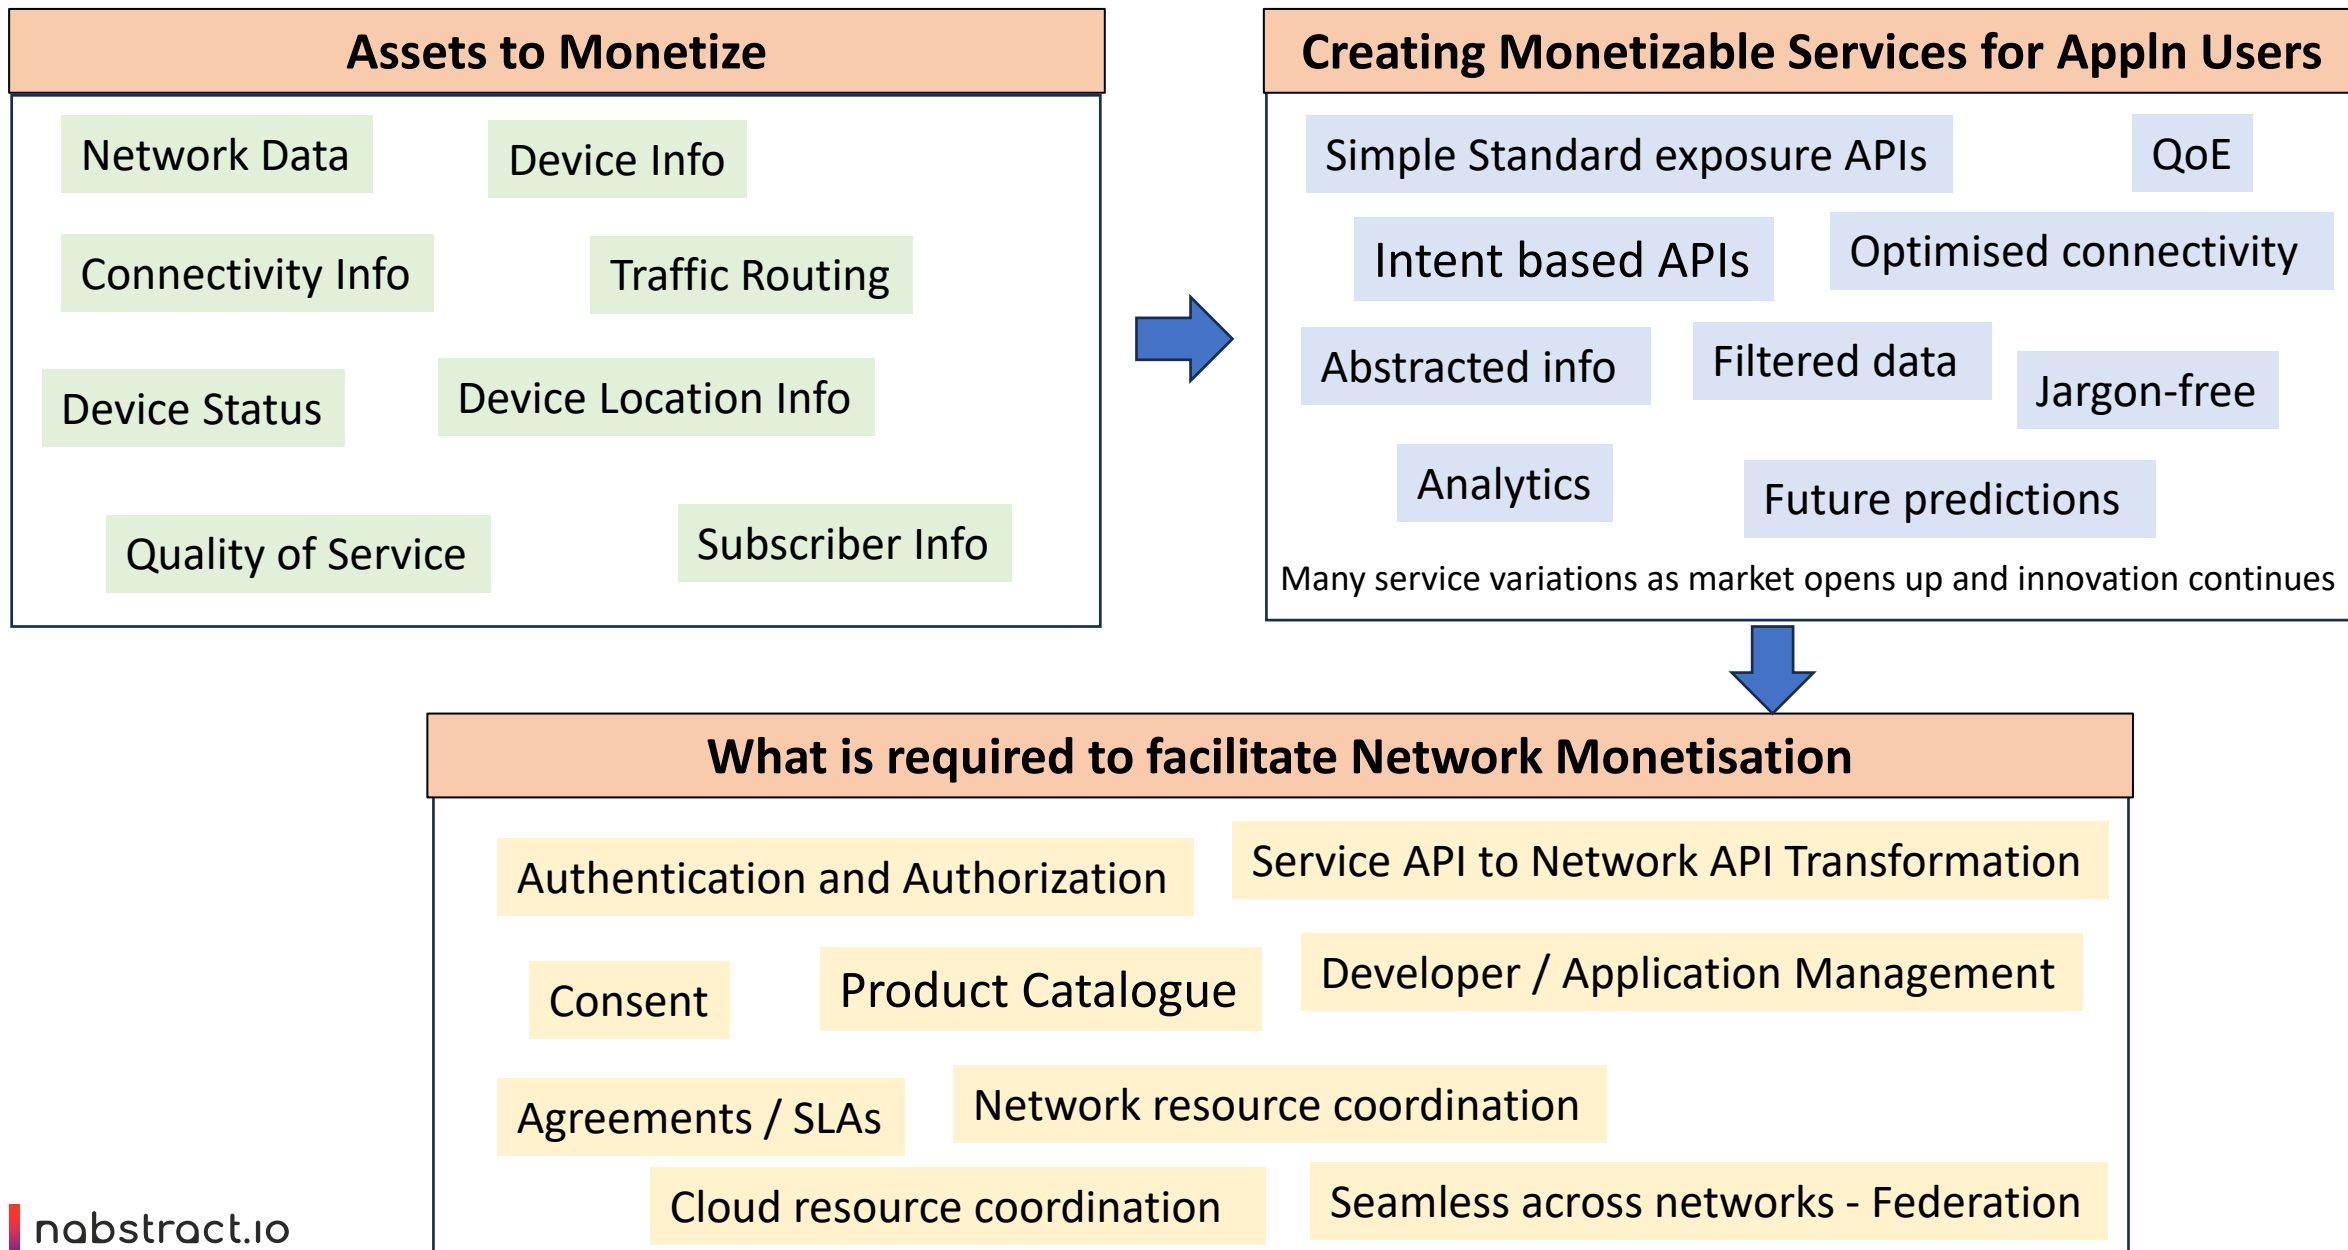 Assets to Monetize
Network Data
Device Info
Connectivity Info
Traffic Routing
Device Status
Device Location Info
Quality of Service
Subscriber Info
Creating Monetizable Services for Appln Users
Simple Standard exposure APIs
QoE
Intent based APIs
Optimised connectivity
Abstracted info
Filtered data
Jargon-free
Analytics
Future predictions
Many service variations as market opens up and innovation continues
What is required to facilitate Network Monetisation
Authentication and Authorization
Service API to Network API Transformation
Consent
Product Catalogue
Developer / Application Management
Agreements / SLAs
Network resource coordination
Cloud resource coordination
Seamless across networks - Federation
nabstract.io